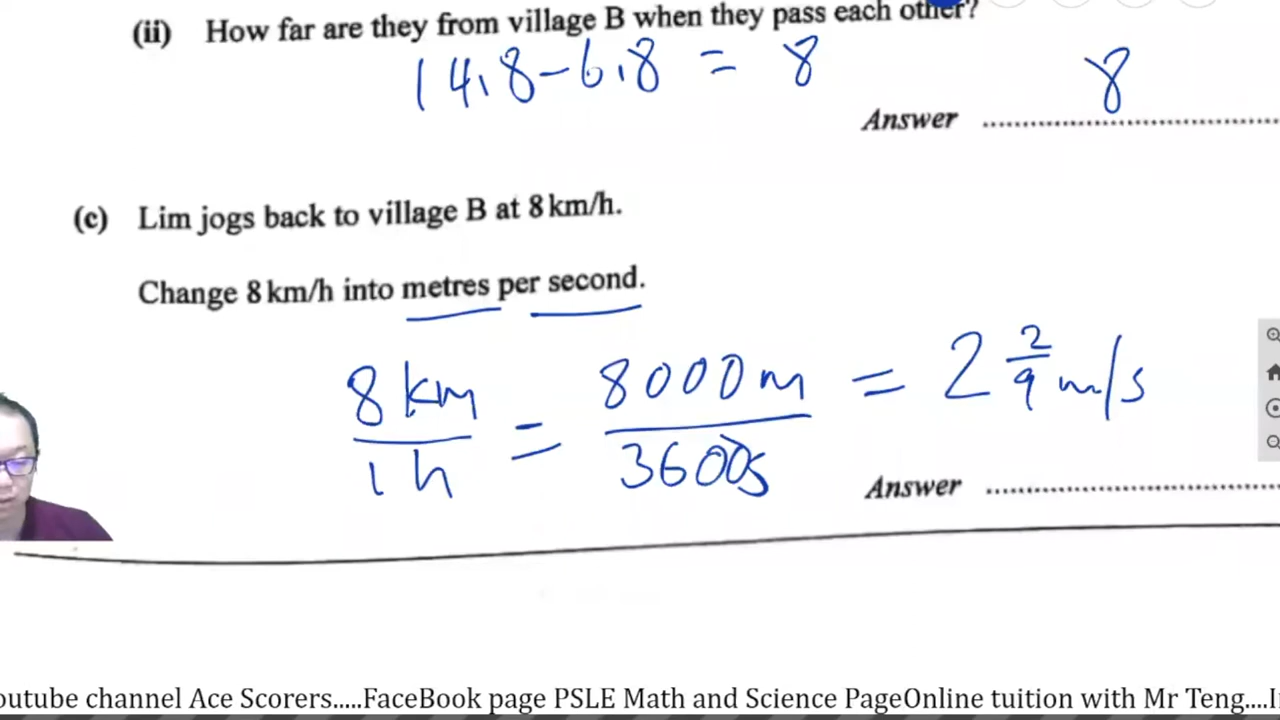 (ii) How far are they from village B when they pass each other?
14.8 - 6.8 = 8
8
Answer ..............................
(c) Lim jogs back to village B at 8 km/h.
Change 8 km/h into metres per second.
8 km / 1 h = 8000 m / 3600s = 2 2/9 m/s
Answer ..............................
outube channel Ace Scorers.....FaceBook page PSLE Math and Science PageOnline tuition with Mr Teng....I